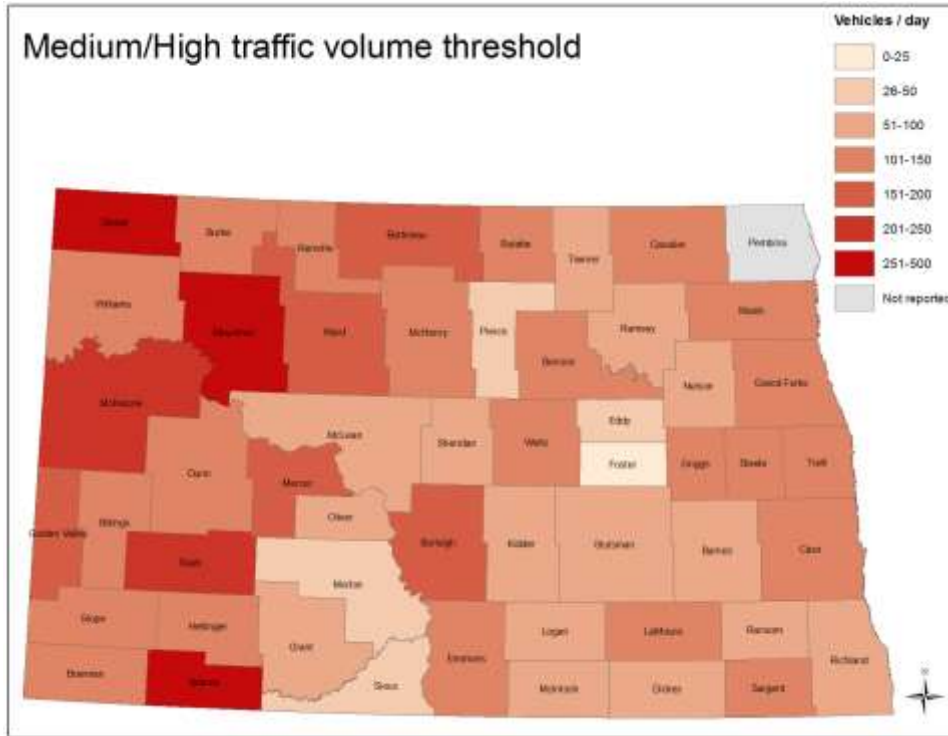 Vehicles / day
Medium/High traffic volume threshold
0-25
26-50
51-100
101-150
151-200
201-250
251-500
Not reported
Burke
Renville
Bottineau
Rolette
Towner
Cavalier
Pembina
Williams
Ward
McHenry
Pierce
Benson
Ramsey
Walsh
Nelson
Grand Forks
McKenzie
McLean
Sheridan
Wells
Eddy
Foster
Griggs
Steele
Traill
Dunn
Mercer
Oliver
Billings
Golden Valley
Stark
Morton
Burleigh
Kidder
Stutsman
Barnes
Cass
Slope
Hettinger
Grant
Emmons
Logan
LaMoure
Ransom
Richland
Bowman
Sioux
McIntosh
Dickey
Sargent